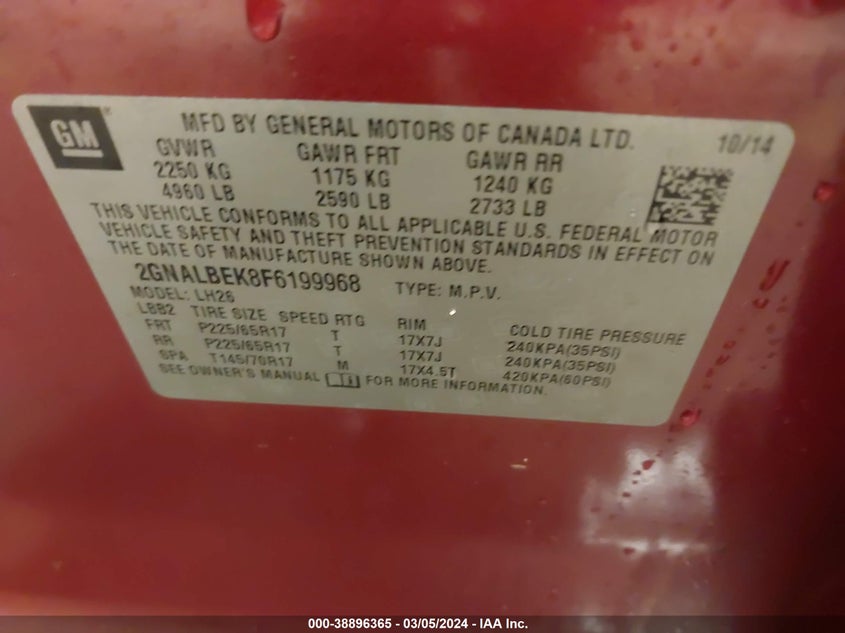 GM
MFD BY GENERAL MOTORS OF CANADA LTD. 10/14
GVWR GAWR FRT GAWR RR
2250 KG 1175 KG 1240 KG
4960 LB 2590 LB 2733 LB
THIS VEHICLE CONFORMS TO ALL APPLICABLE U.S. FEDERAL MOTOR
VEHICLE SAFETY AND THEFT PREVENTION STANDARDS IN EFFECT ON
THE DATE OF MANUFACTURE SHOWN ABOVE.
2GNALBEK8F6199968 TYPE: M.P.V.
MODEL: LH26
LBB2 TIRE SIZE SPEED RTG RIM COLD TIRE PRESSURE
FRT P225/65R17 T 17X7J 240KPA(35PSI)
RR P225/65R17 T 17X7J 240KPA(35PSI)
SPA T145/70R17 M 17X4.5T 420KPA(60PSI)
SEE OWNER'S MANUAL FOR MORE INFORMATION.
000-38896365 - 03/05/2024 - IAA Inc.